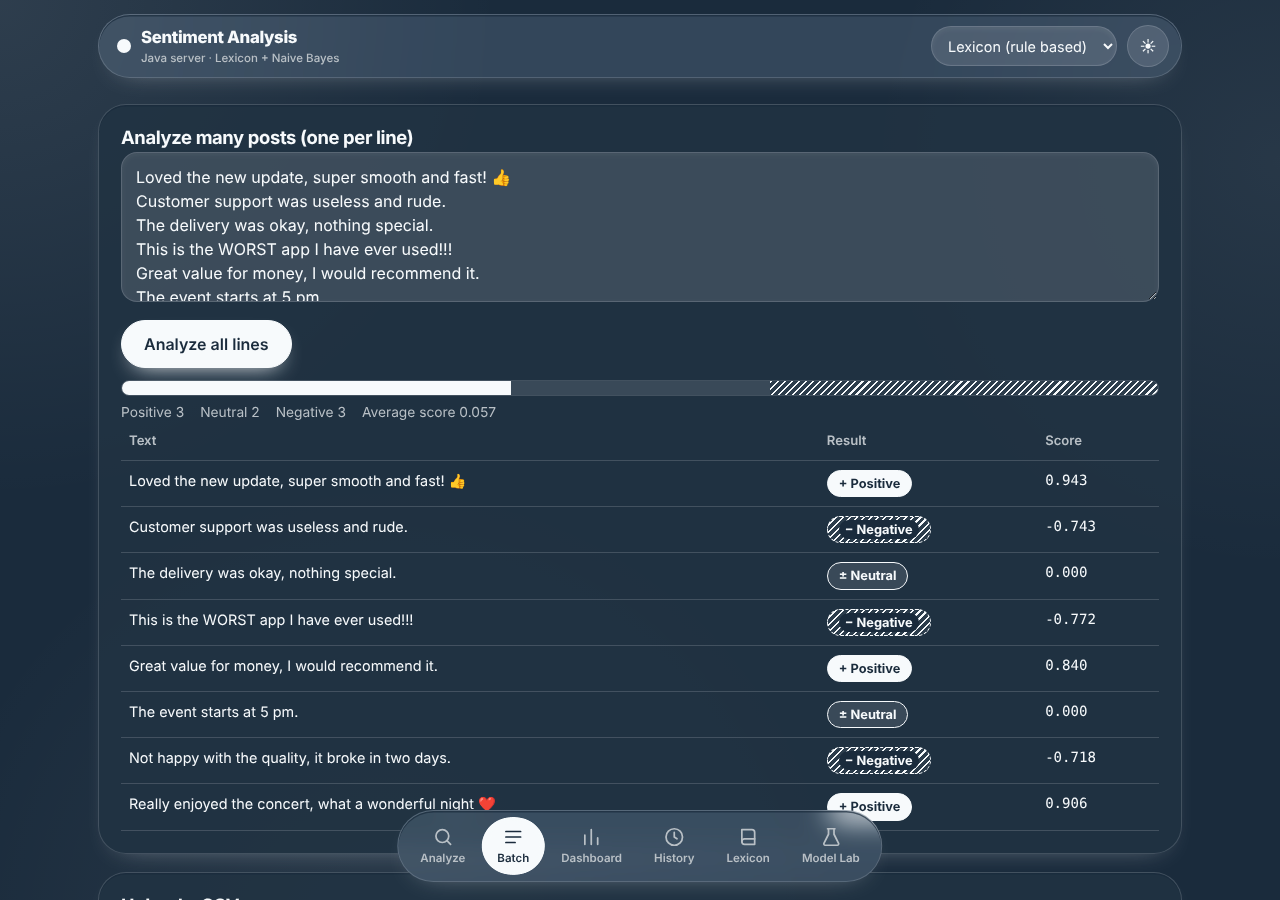 Sentiment Analysis
Java server · Lexicon + Naive Bayes
Lexicon (rule based)
Analyze many posts (one per line)
Loved the new update, super smooth and fast! 👍
Customer support was useless and rude.
The delivery was okay, nothing special.
This is the WORST app I have ever used!!!
Great value for money, I would recommend it.
The event starts at 5 pm
Analyze all lines
Positive 3 Neutral 2 Negative 3 Average score 0.057
Text Result Score
Loved the new update, super smooth and fast! 👍 + Positive 0.943
Customer support was useless and rude. − Negative -0.743
The delivery was okay, nothing special. ± Neutral 0.000
This is the WORST app I have ever used!!! − Negative -0.772
Great value for money, I would recommend it. + Positive 0.840
The event starts at 5 pm. ± Neutral 0.000
Not happy with the quality, it broke in two days. − Negative -0.718
Really enjoyed the concert, what a wonderful night ❤️ + Positive 0.906
Analyze Batch Dashboard History Lexicon Model Lab